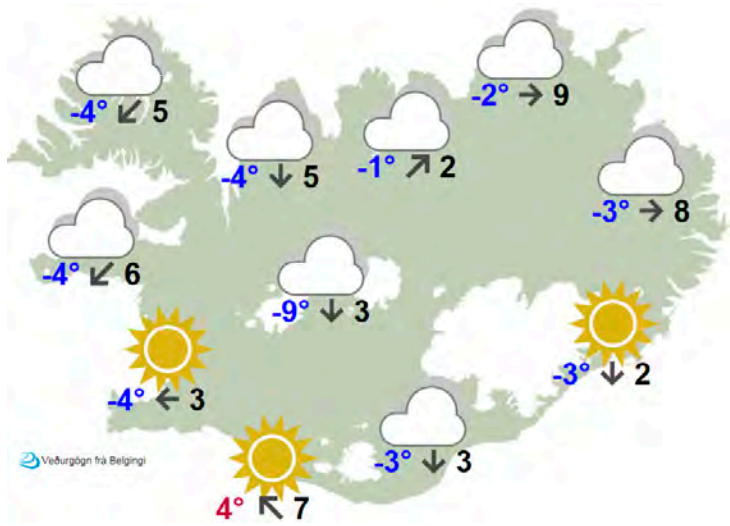 -2° → 9
-4° ↙ 5
-1° ↗ 2
-4° ↓ 5
-3° → 8
-4° ↙ 6
-9° ↓ 3
-3° ↓ 2
-4° ← 3
-3° ↓ 3
Veðurgögn frá Belgingi
4° ↖ 7